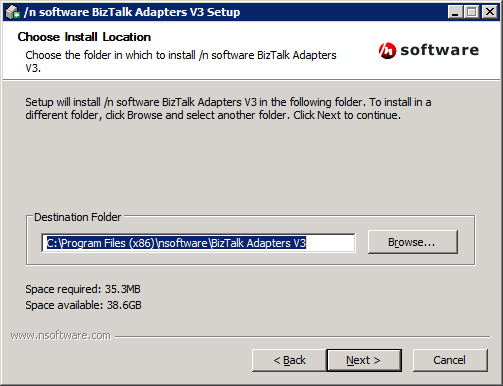 /n software BizTalk Adapters V3 Setup
Choose Install Location
Choose the folder in which to install /n software BizTalk Adapters
V3.
/n software
Setup will install /n software BizTalk Adapters V3 in the following folder. To install in a
different folder, click Browse and select another folder. Click Next to continue.
Destination Folder
C:\Program Files (x86)\nsoftware\BizTalk Adapters V3
Browse...
Space required: 35.3MB
Space available: 38.6GB
www.nsoftware.com
< Back
Next >
Cancel